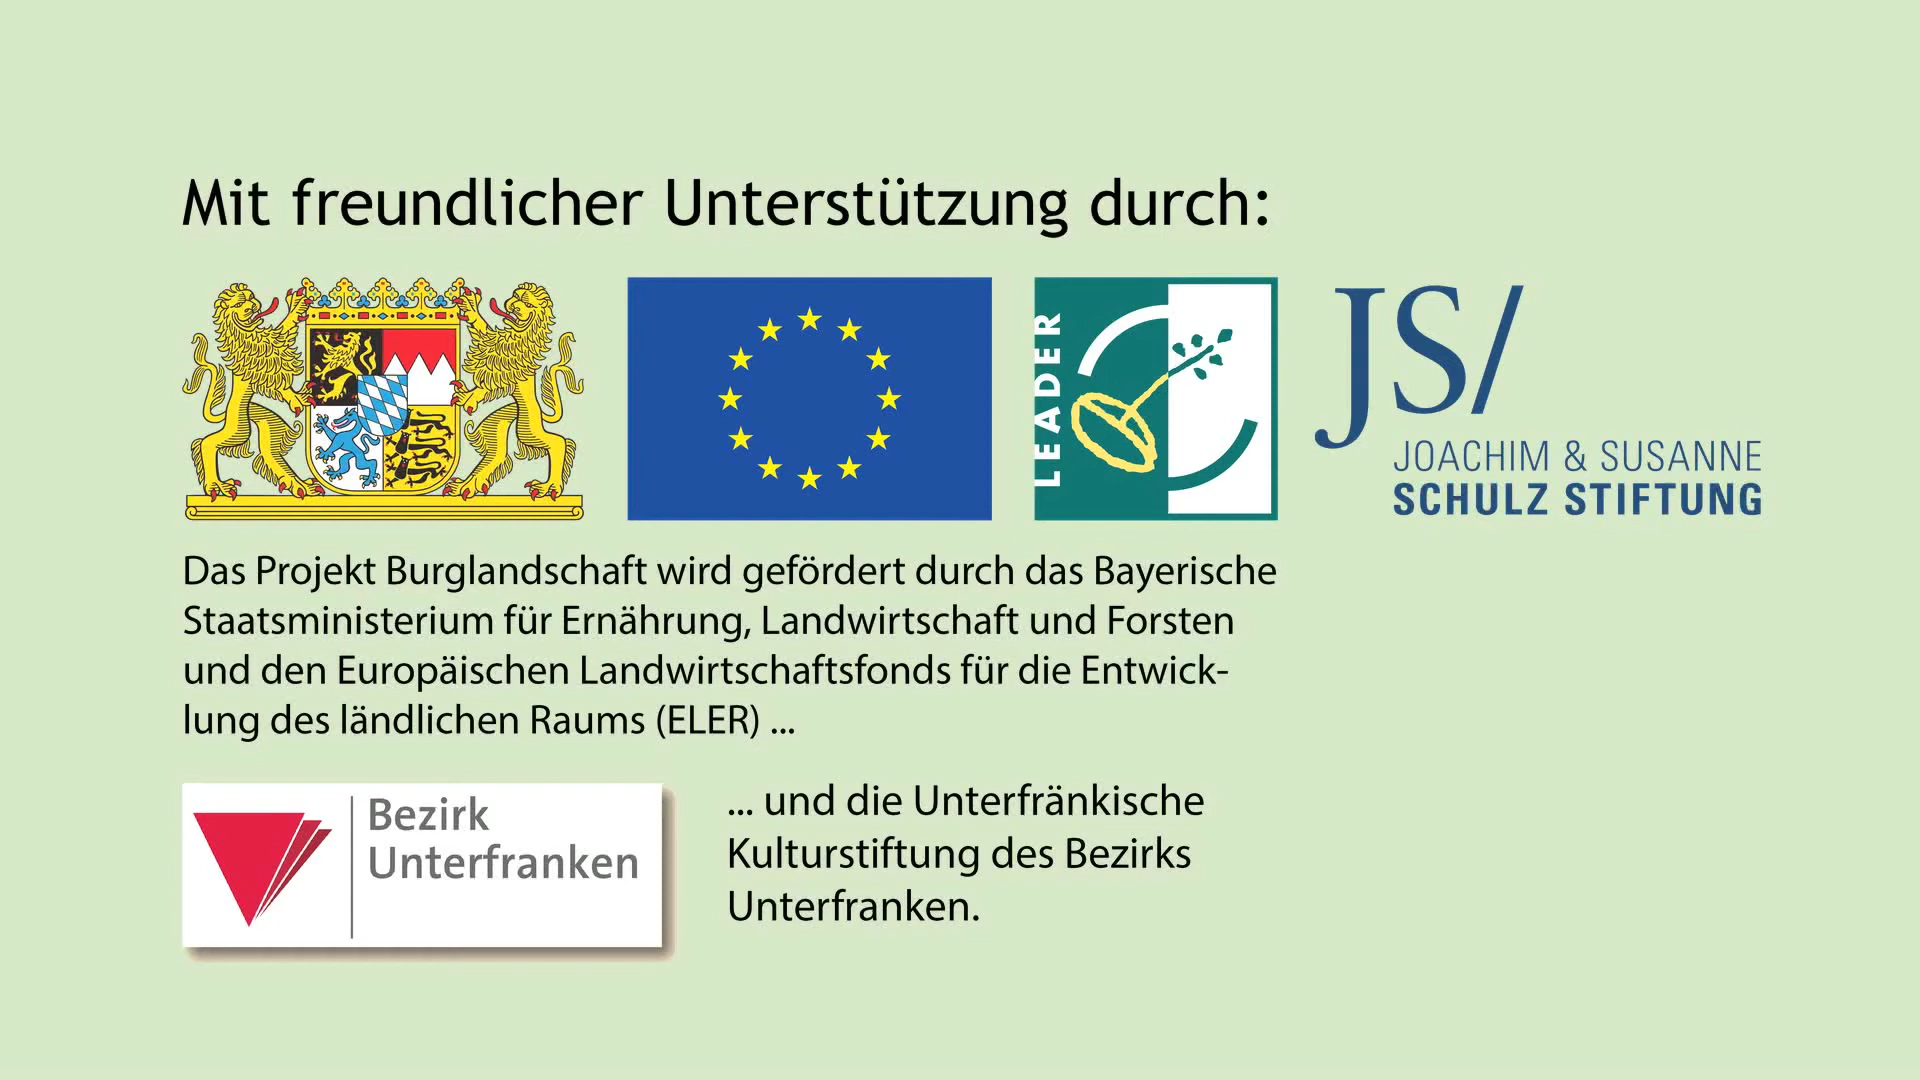 Mit freundlicher Unterstützung durch:
LEADER
JS/
JOACHIM & SUSANNE
SCHULZ STIFTUNG
Das Projekt Burglandschaft wird gefördert durch das Bayerische
Staatsministerium für Ernährung, Landwirtschaft und Forsten
und den Europäischen Landwirtschaftsfonds für die Entwick-
lung des ländlichen Raums (ELER) ...
Bezirk
Unterfranken
... und die Unterfränkische
Kulturstiftung des Bezirks
Unterfranken.